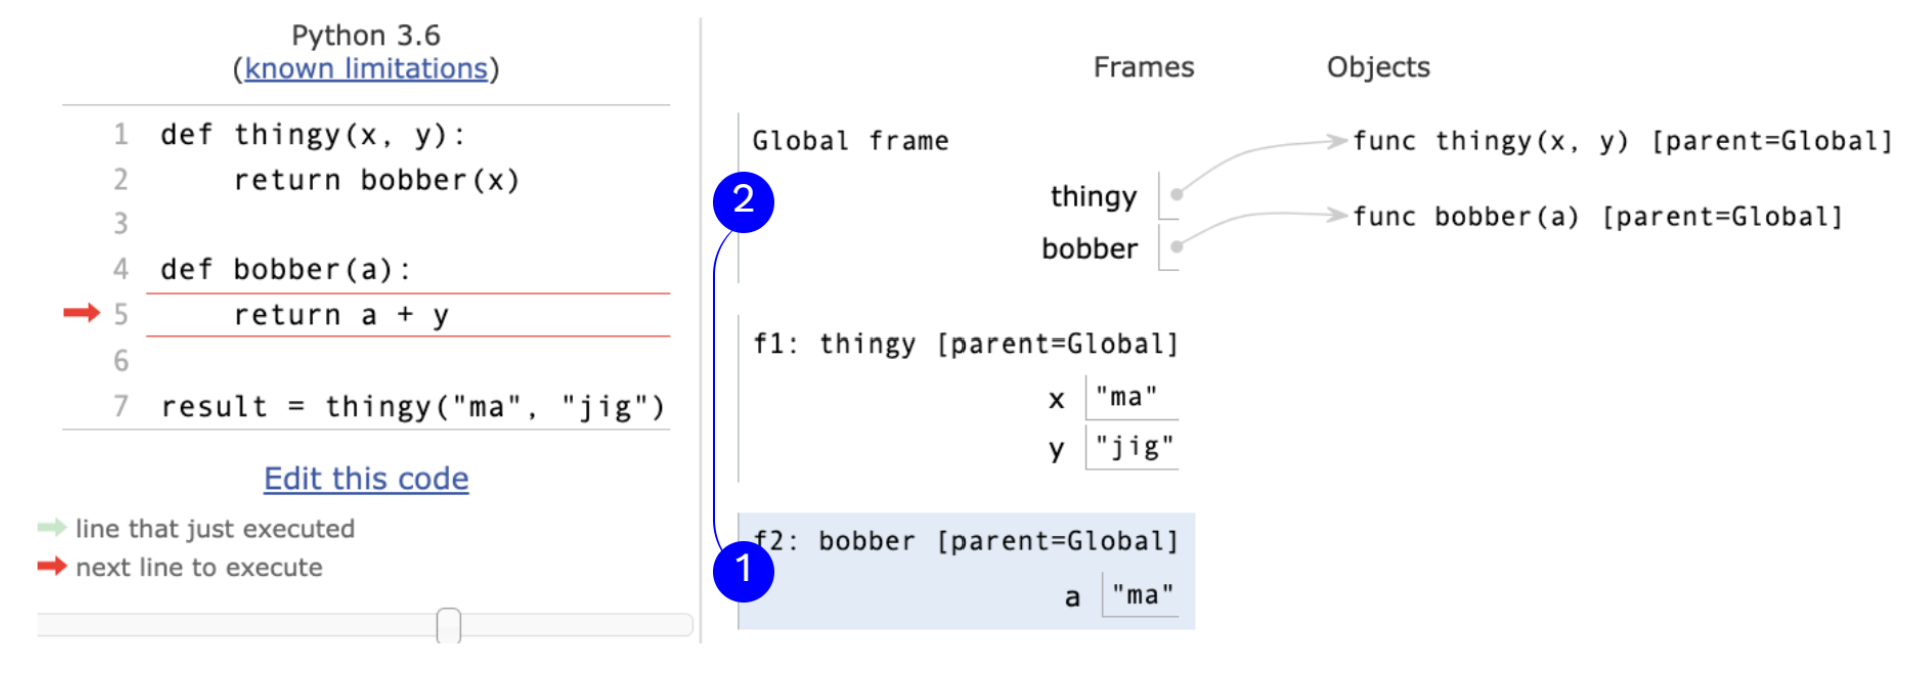 Python 3.6
(known limitations)
1 def thingy(x, y):
2     return bobber(x)
3
4 def bobber(a):
5     return a + y
6
7 result = thingy("ma", "jig")
Edit this code
line that just executed
next line to execute
Frames Objects
Global frame
func thingy(x, y) [parent=Global]
2
thingy
func bobber(a) [parent=Global]
bobber
f1: thingy [parent=Global]
x "ma"
y "jig"
f2: bobber [parent=Global]
1
a "ma"